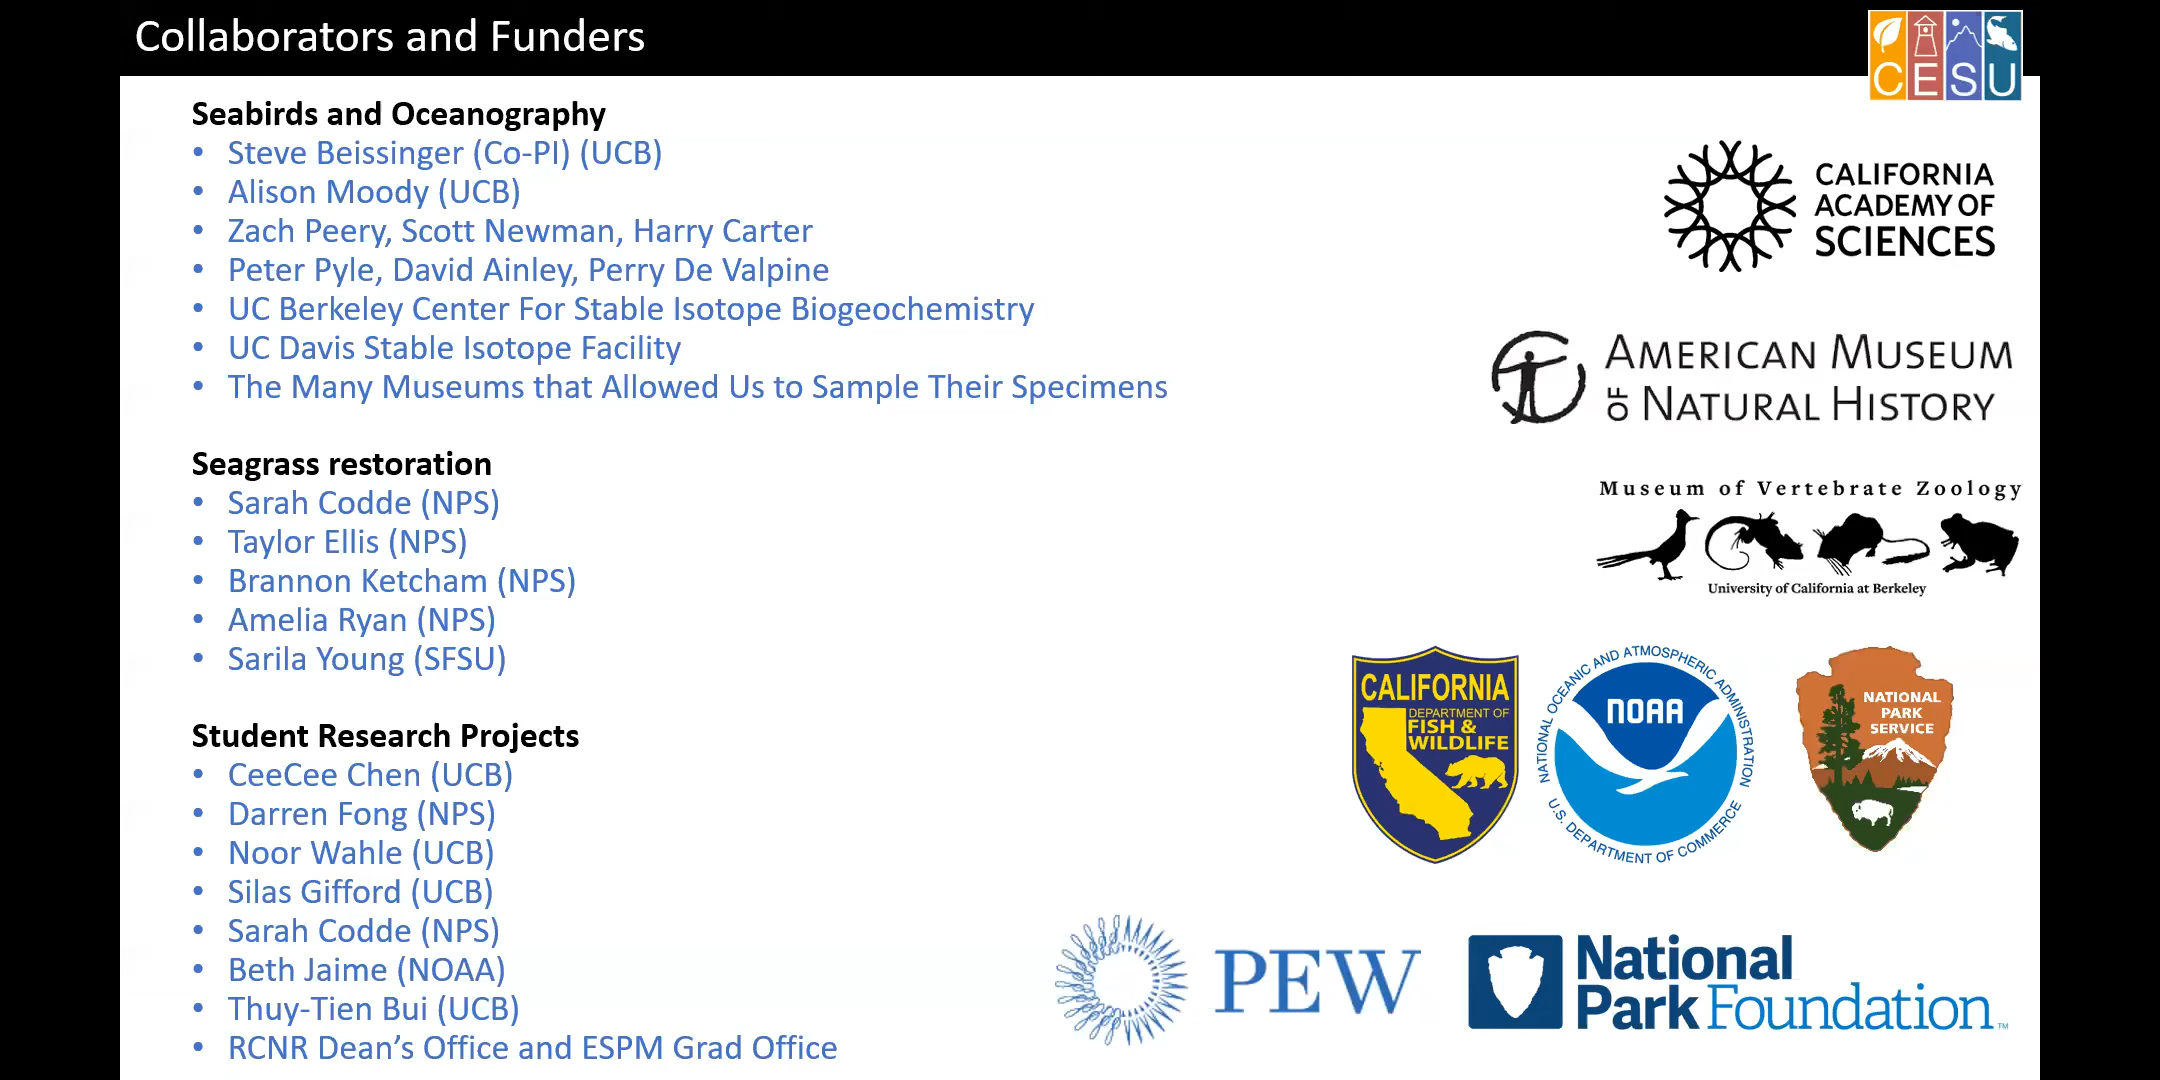 Collaborators and Funders
CESU
Seabirds and Oceanography
• Steve Beissinger (Co-PI) (UCB)
• Alison Moody (UCB)
• Zach Peery, Scott Newman, Harry Carter
• Peter Pyle, David Ainley, Perry De Valpine
• UC Berkeley Center For Stable Isotope Biogeochemistry
• UC Davis Stable Isotope Facility
• The Many Museums that Allowed Us to Sample Their Specimens
Seagrass restoration
• Sarah Codde (NPS)
• Taylor Ellis (NPS)
• Brannon Ketcham (NPS)
• Amelia Ryan (NPS)
• Sarila Young (SFSU)
Student Research Projects
• CeeCee Chen (UCB)
• Darren Fong (NPS)
• Noor Wahle (UCB)
• Silas Gifford (UCB)
• Sarah Codde (NPS)
• Beth Jaime (NOAA)
• Thuy-Tien Bui (UCB)
• RCNR Dean’s Office and ESPM Grad Office
CALIFORNIA
ACADEMY OF
SCIENCES
AMERICAN MUSEUM
OF NATURAL HISTORY
Museum of Vertebrate Zoology
University of California at Berkeley
CALIFORNIA
DEPARTMENT OF
FISH &
WILDLIFE
NATIONAL OCEANIC AND ATMOSPHERIC ADMINISTRATION
NOAA
U.S. DEPARTMENT OF COMMERCE
NATIONAL
PARK
SERVICE
PEW
National
Park Foundation™